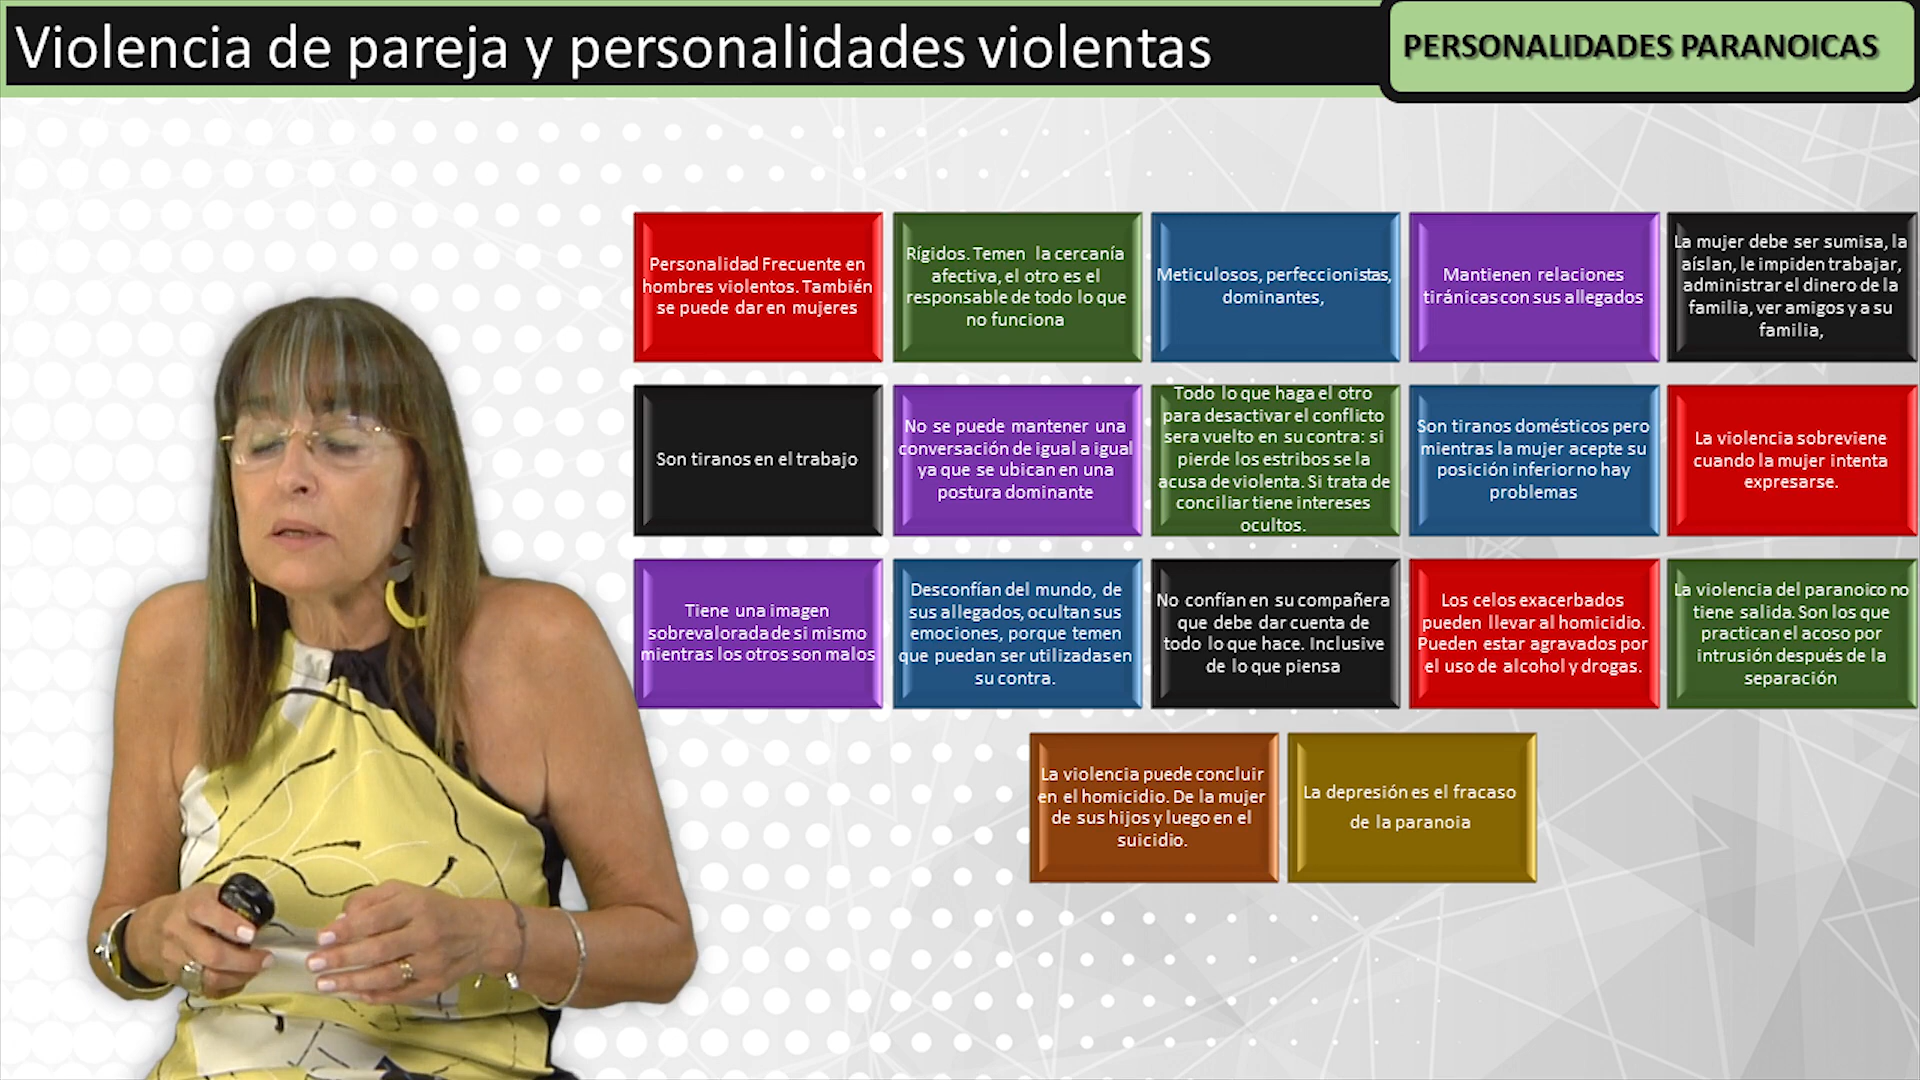 Violencia de pareja y personalidades violentas
PERSONALIDADES PARANOICAS
Personalidad Frecuente en
hombres violentos. También
se puede dar en mujeres
Rígidos. Temen la cercanía
afectiva, el otro es el
responsable de todo lo que
no funciona
Meticulosos, perfeccionistas,
dominantes,
Mantienen relaciones
tiránicas con sus allegados
La mujer debe ser sumisa, la
aíslan, le impiden trabajar,
administrar el dinero de la
familia, ver amigos y a su
familia,
Son tiranos en el trabajo
No se puede mantener una
conversación de igual a igual
ya que se ubican en una
postura dominante
Todo lo que haga el otro
para desactivar el conflicto
sera vuelto en su contra: si
pierde los estribos se la
acusa de violenta. Si trata de
conciliar tiene intereses
ocultos.
Son tiranos domésticos pero
mientras la mujer acepte su
posición inferior no hay
problemas
La violencia sobreviene
cuando la mujer intenta
expresarse.
Tiene una imagen
sobrevalorada de si mismo
mientras los otros son malos
Desconfían del mundo, de
sus allegados, ocultan sus
emociones, porque temen
que puedan ser utilizadas en
su contra.
No confían en su compañera
que debe dar cuenta de
todo lo que hace. Inclusive
de lo que piensa
Los celos exacerbados
pueden llevar al homicidio.
Pueden estar agravados por
el uso de alcohol y drogas.
La violencia del paranoico no
tiene salida. Son los que
practican el acoso por
intrusión después de la
separación
La violencia puede concluir
en el homicidio. De la mujer
de sus hijos y luego en el
suicidio.
La depresión es el fracaso
de la paranoia